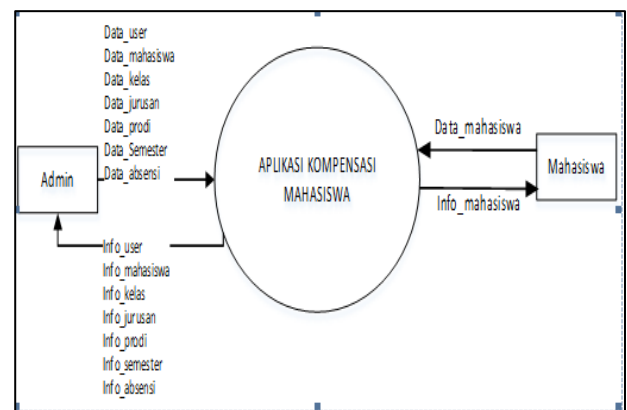 Data_user
Data_mahasiswa
Data_kelas
Data_jurusan
Data_prodi
Data_Semester
Data_absensi
Admin
APLIKASI KOMPENSASI
MAHASISWA
Data_mahasiswa
Mahasiswa
Info_mahasiswa
Info_user
Info_mahasiswa
Info_kelas
Info_jurusan
Info_prodi
Info_semester
Info_absensi